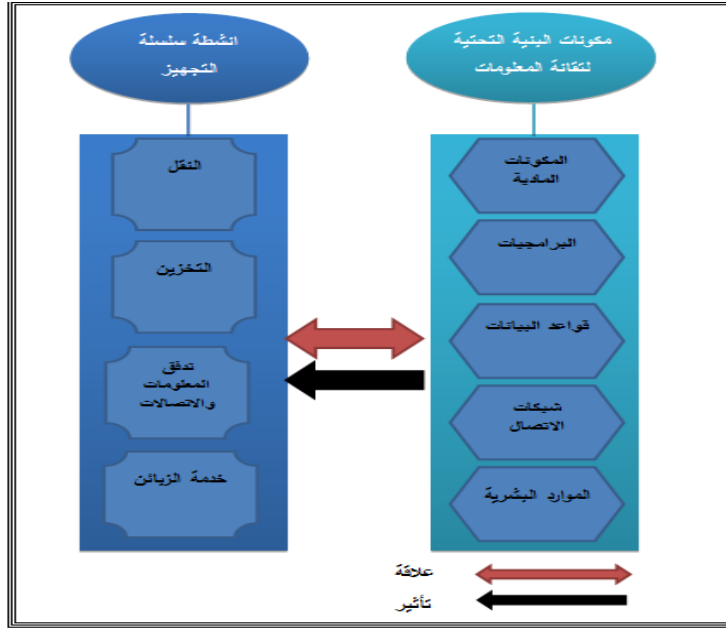 مكونات البنية التحتية
لتقانة المعلومات
المكونات
المادية
البرامجيات
قواعد البيانات
شبكات
الاتصال
الموارد البشرية
انشطة سلسلة
التجهيز
النقل
التخزين
تدفق
المعلومات
والاتصالات
خدمة الزبائن
علاقة
تأثير